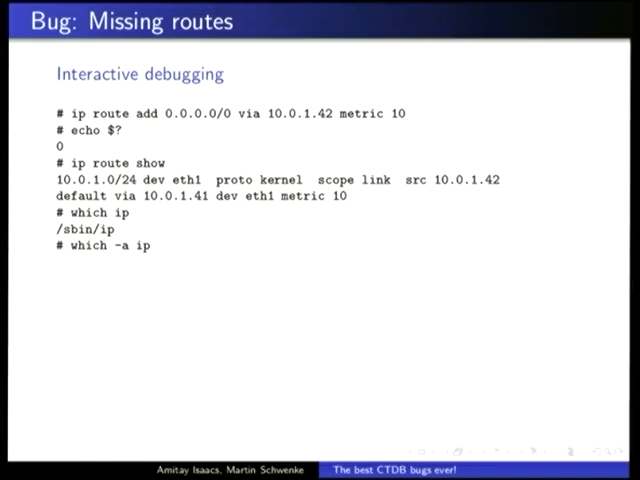 Bug: Missing routes
Interactive debugging
# ip route add 0.0.0.0/0 via 10.0.1.42 metric 10
# echo $?
0
# ip route show
10.0.1.0/24 dev eth1  proto kernel  scope link  src 10.0.1.42
default via 10.0.1.41 dev eth1 metric 10
# which ip
/sbin/ip
# which -a ip
Amitay Isaacs, Martin Schwenke
The best CTDB bugs ever!